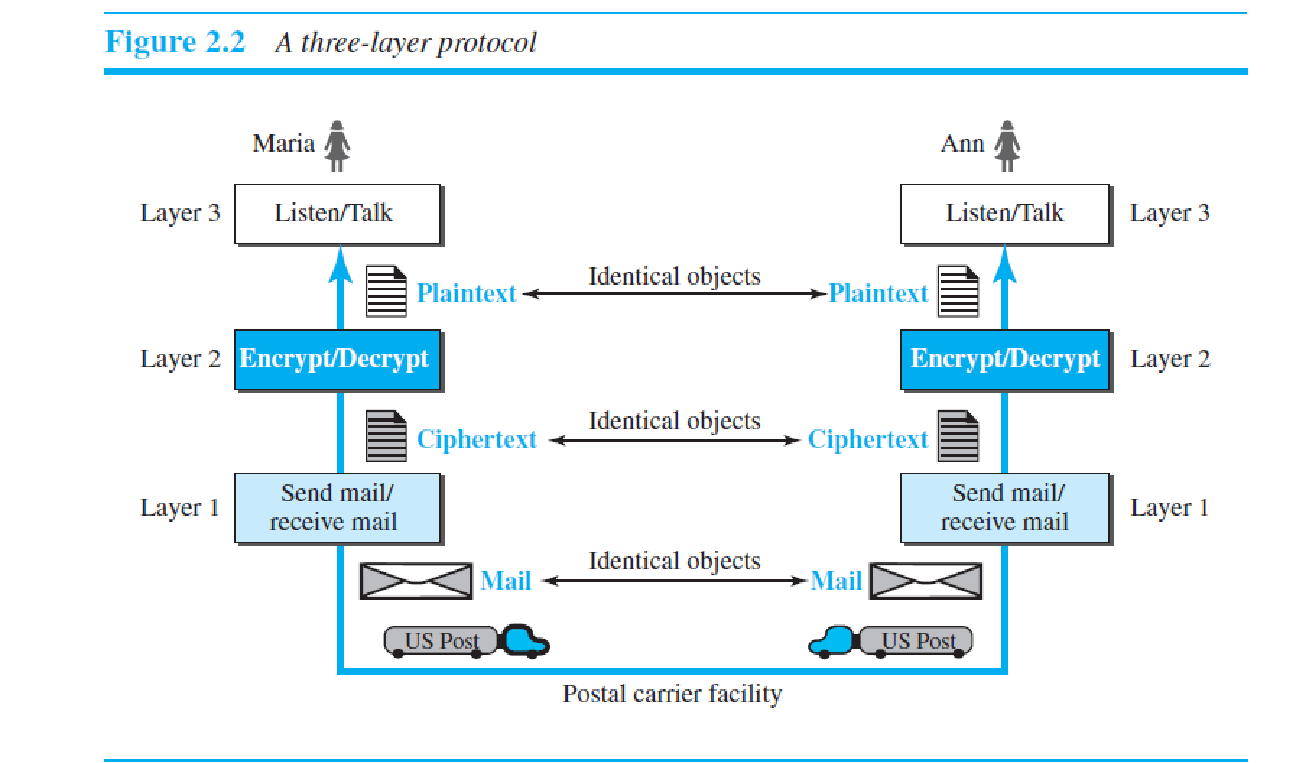 Figure 2.2 A three-layer protocol
Maria
Ann
Layer 3
Listen/Talk
Listen/Talk
Layer 3
Plaintext
Identical objects
Plaintext
Layer 2
Encrypt/Decrypt
Encrypt/Decrypt
Layer 2
Ciphertext
Identical objects
Ciphertext
Layer 1
Send mail/
receive mail
Send mail/
receive mail
Layer 1
Mail
Identical objects
Mail
US Post
US Post
Postal carrier facility